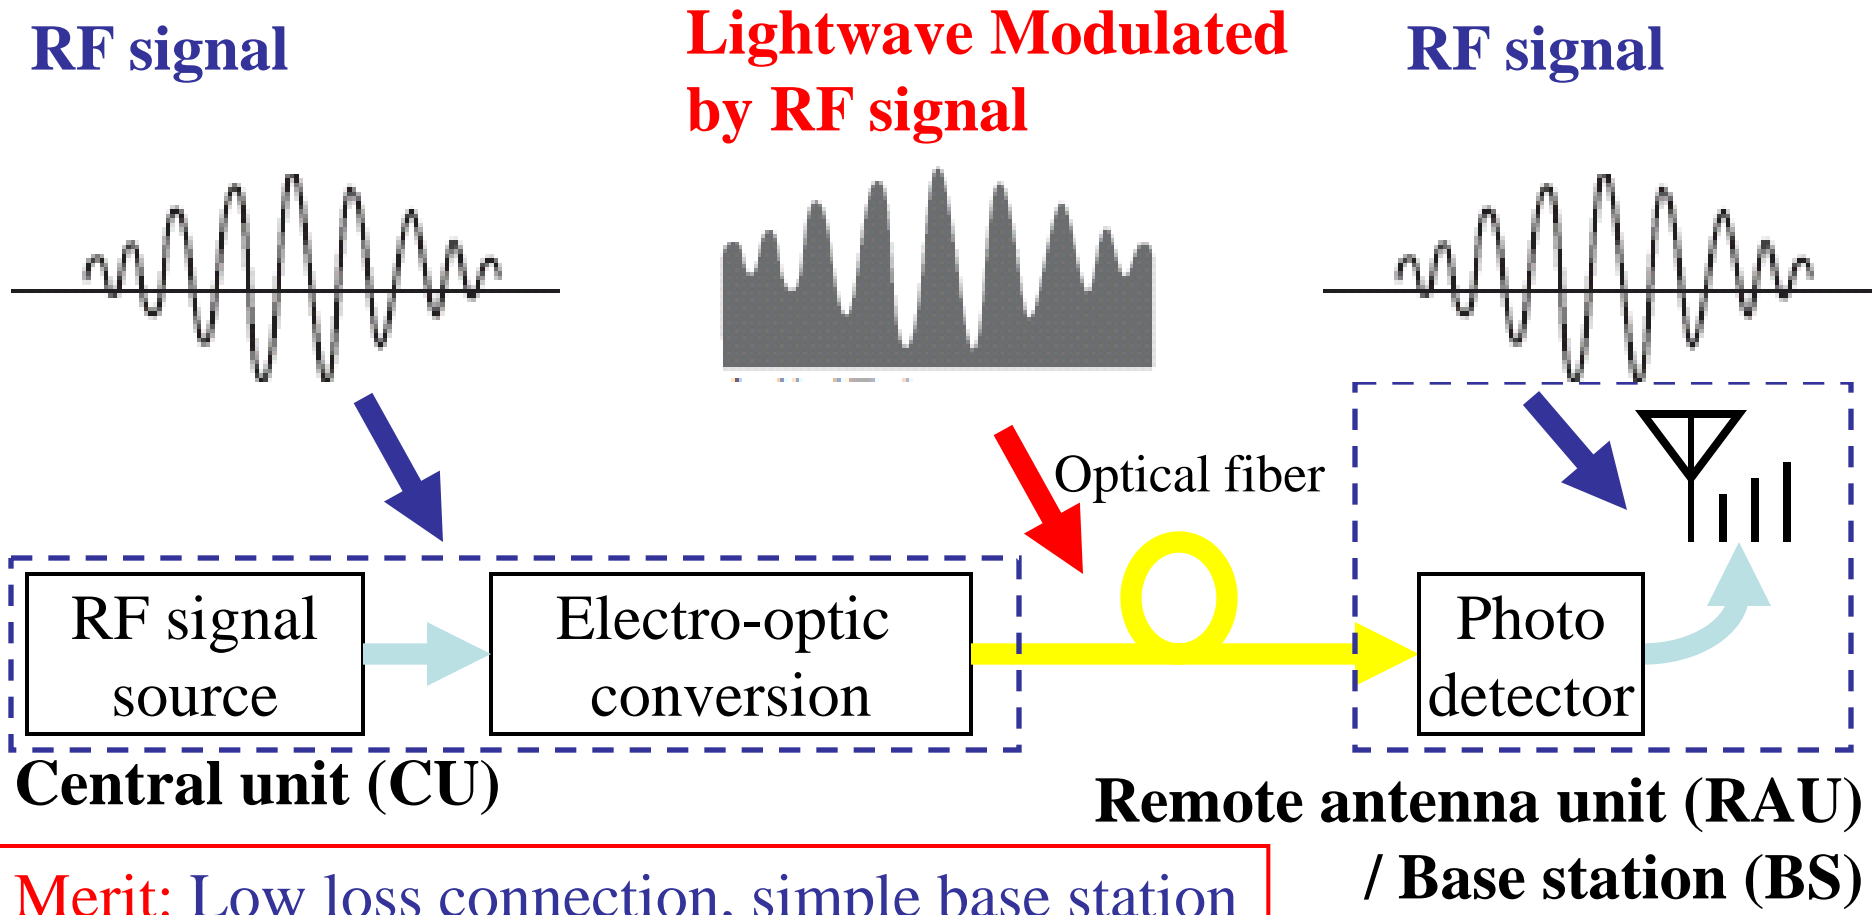 RF signal
Lightwave Modulated
by RF signal
RF signal
Optical fiber
RF signal
source
Electro-optic
conversion
Photo
detector
Central unit (CU)
Remote antenna unit (RAU)
/ Base station (BS)
Merit: Low loss connection, simple base station